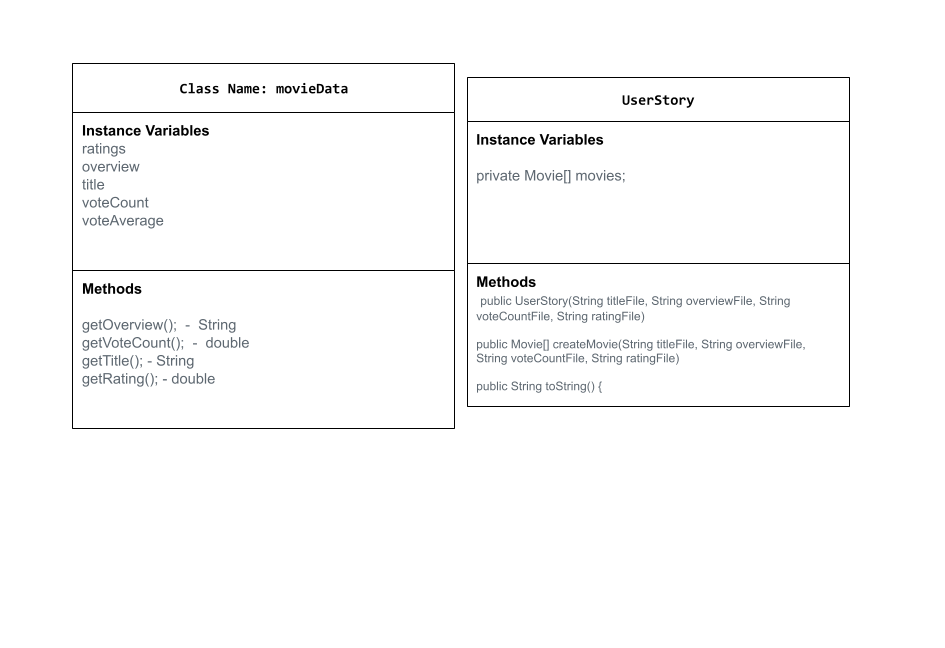 Class Name: movieData
Instance Variables
ratings
overview
title
voteCount
voteAverage
Methods
getOverview();  -  String
getVoteCount();  -  double
getTitle(); - String
getRating(); - double
UserStory
Instance Variables
private Movie[] movies;
Methods
public UserStory(String titleFile, String overviewFile, String
voteCountFile, String ratingFile)
public Movie[] createMovie(String titleFile, String overviewFile,
String voteCountFile, String ratingFile)
public String toString() {